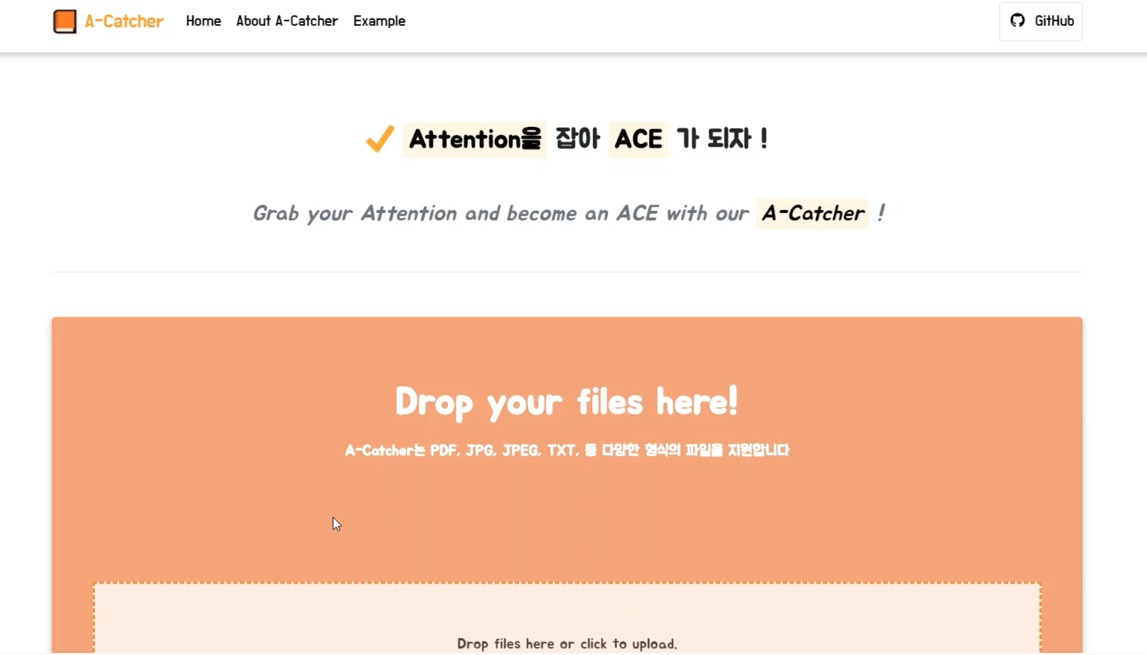 A-Catcher Home About A-Catcher Example GitHub
Attention을 잡아 ACE 가 되자 !
Grab your Attention and become an ACE with our A-Catcher !
Drop your files here!
A-Catcher는 PDF, JPG, JPEG, TXT, 등 다양한 형식의 파일을 지원합니다
Drop files here or click to upload.